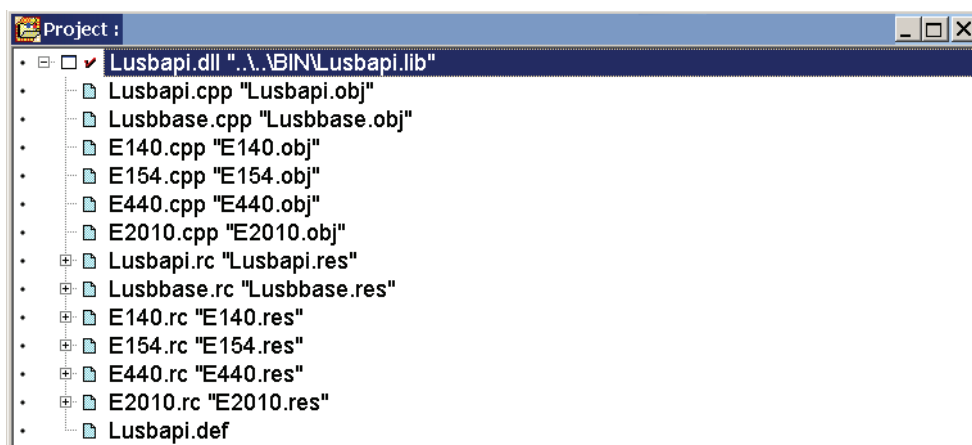 Project :
Lusbapi.dll "..\..\BIN\Lusbapi.lib"
Lusbapi.cpp "Lusbapi.obj"
Lusbbase.cpp "Lusbbase.obj"
E140.cpp "E140.obj"
E154.cpp "E154.obj"
E440.cpp "E440.obj"
E2010.cpp "E2010.obj"
Lusbapi.rc "Lusbapi.res"
Lusbbase.rc "Lusbbase.res"
E140.rc "E140.res"
E154.rc "E154.res"
E440.rc "E440.res"
E2010.rc "E2010.res"
Lusbapi.def